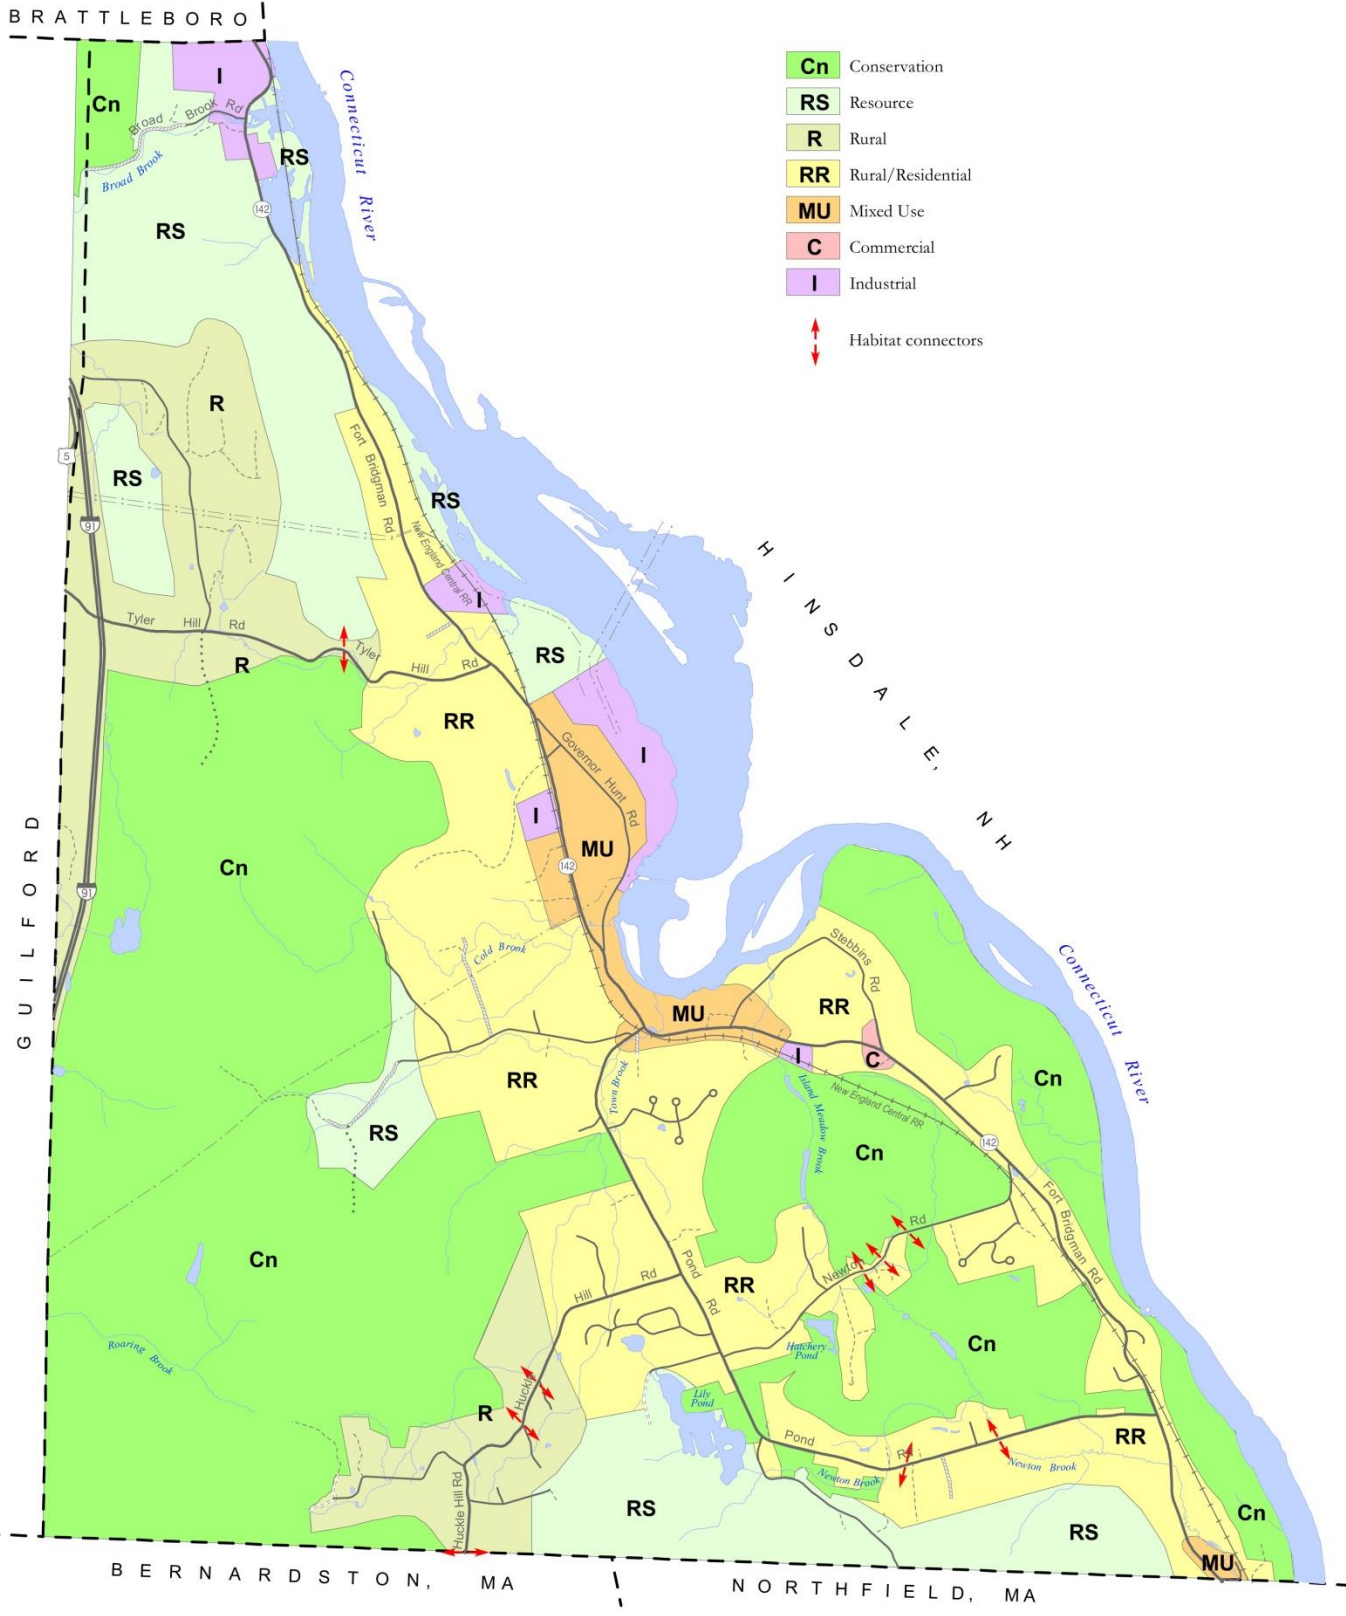 BRATTLEBORO
Cn Conservation
RS Resource
R Rural
RR Rural/Residential
MU Mixed Use
C Commercial
I Industrial
Habitat connectors
I
Cn
Broad Brook Rd
Broad Brook
Connecticut River
RS
142
RS
R
RS
5
91
Fort Bridgman Rd
RS
New England Central RR
I
HINSDALE, NH
Tyler Hill Rd
Tyler Hill Rd
R
RS
RR
I
Governor Hunt Rd
I
MU
142
Cn
91
GUILFORD
Cold Brook
Stebbins Rd
Connecticut River
MU
RR
I
C
RR
Town Brook
Island Meadow Brook
New England Central RR
Cn
142
RS
Cn
Fort Bridgman Rd
Newton Rd
Cn
Pond Rd
RR
Huckle Hill Rd
Hatchery Pond
Cn
Roaring Brook
Lily Pond
R
Pond Rd
RR
Newton Brook
Newton Brook
Huckle Hill Rd
RS
RS
Cn
MU
BERNARDSTON, MA
NORTHFIELD, MA